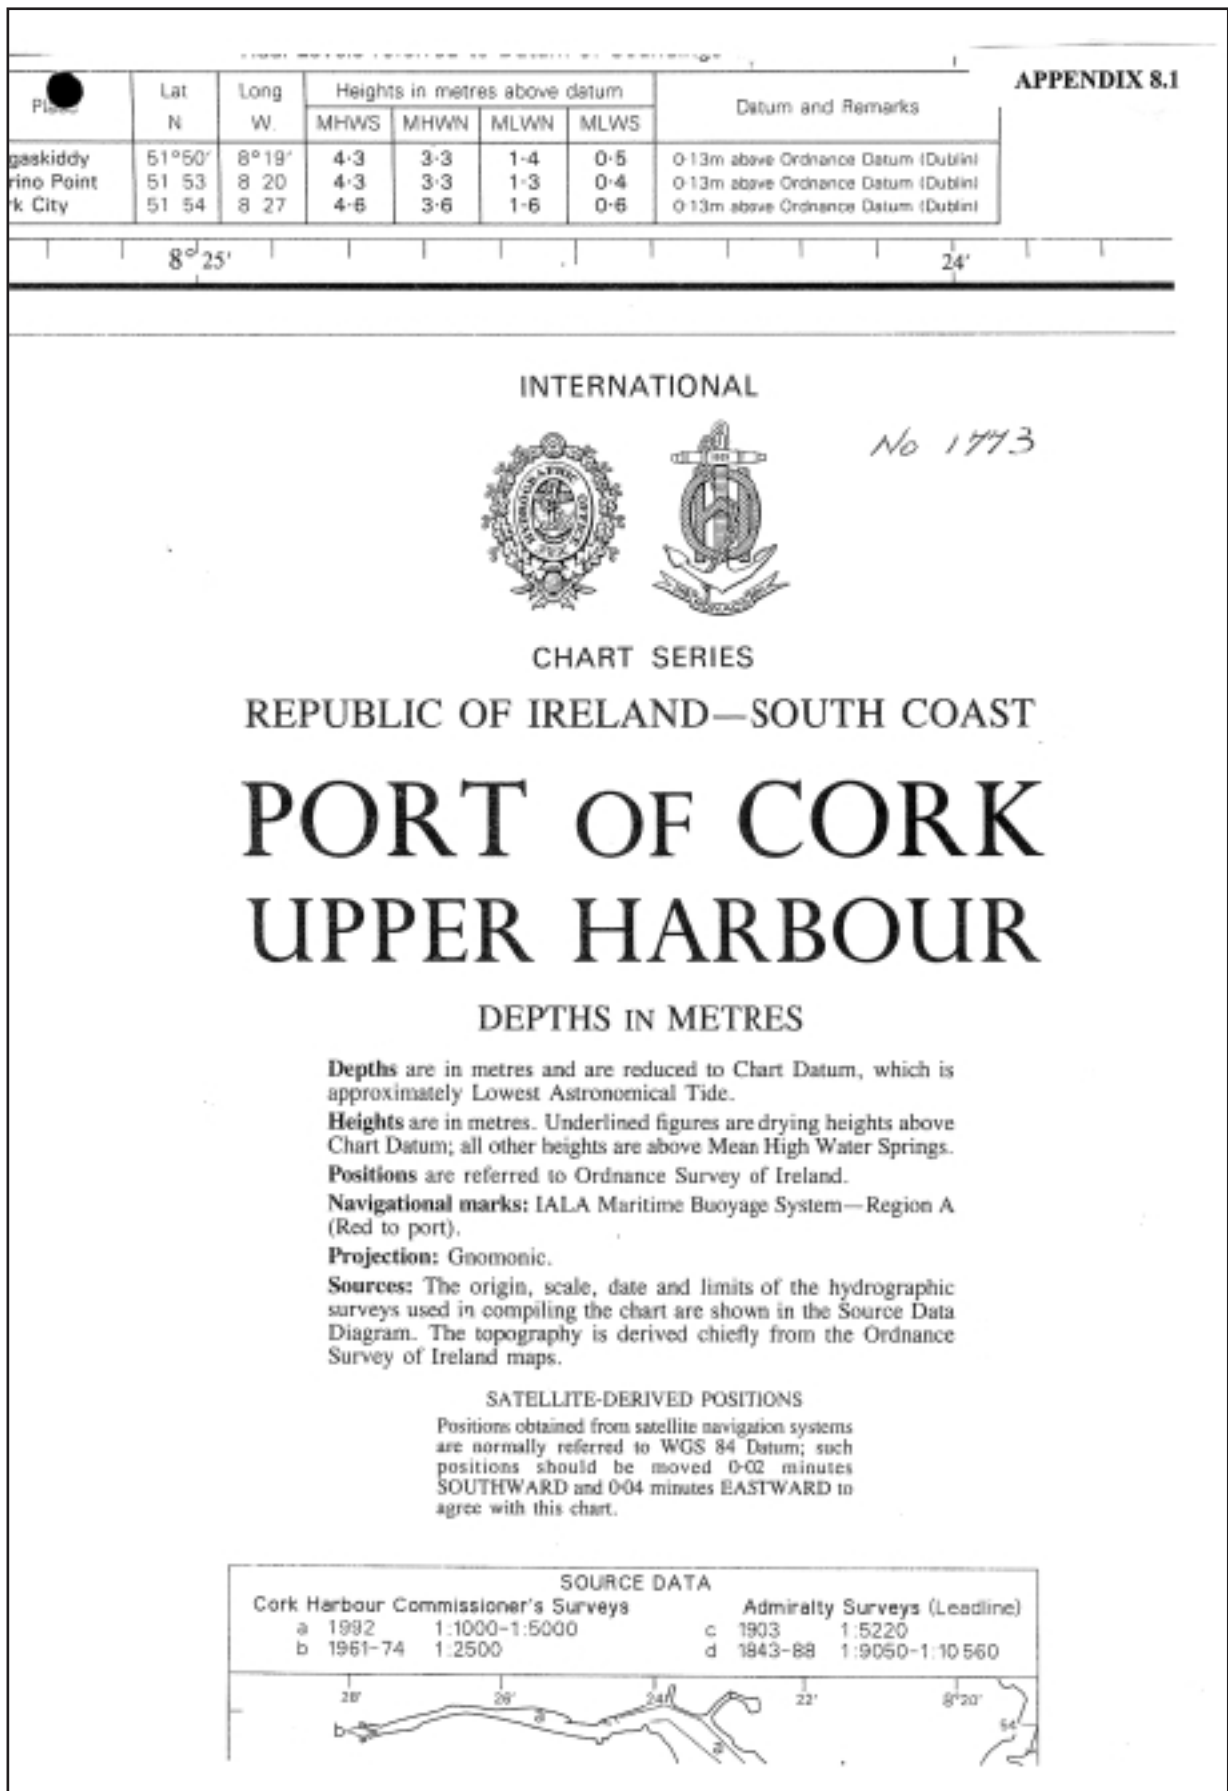 APPENDIX 8.1
Lat Long Heights in metres above datum Datum and Remarks
N W. MHWS MHWN MLWN MLWS
gaskiddy 51°50′ 8°19′ 4·3 3·3 1·4 0·5 0·13m above Ordnance Datum (Dublin)
rino Point 51 53 8 20 4·3 3·3 1·3 0·4 0·13m above Ordnance Datum (Dublin)
k City 51 54 8 27 4·6 3·6 1·6 0·6 0·13m above Ordnance Datum (Dublin)
8° 25′ 24′
INTERNATIONAL
No 1773
HYDROGRAPHIC OFFICE
CHART SERIES
REPUBLIC OF IRELAND—SOUTH COAST
PORT OF CORK
UPPER HARBOUR
DEPTHS IN METRES
Depths are in metres and are reduced to Chart Datum, which is
approximately Lowest Astronomical Tide.
Heights are in metres. Underlined figures are drying heights above
Chart Datum; all other heights are above Mean High Water Springs.
Positions are referred to Ordnance Survey of Ireland.
Navigational marks: IALA Maritime Buoyage System—Region A
(Red to port).
Projection: Gnomonic.
Sources: The origin, scale, date and limits of the hydrographic
surveys used in compiling the chart are shown in the Source Data
Diagram. The topography is derived chiefly from the Ordnance
Survey of Ireland maps.
SATELLITE-DERIVED POSITIONS
Positions obtained from satellite navigation systems
are normally referred to WGS 84 Datum; such
positions should be moved 0·02 minutes
SOUTHWARD and 0·04 minutes EASTWARD to
agree with this chart.
SOURCE DATA
Cork Harbour Commissioner's Surveys Admiralty Surveys (Leadline)
a 1992 1:1000-1:5000 c 1903 1:5220
b 1961-74 1:2500 d 1843-88 1:9050-1:10 560
28′ 26′ 24′ 22′ 8°20′
b a a 54′